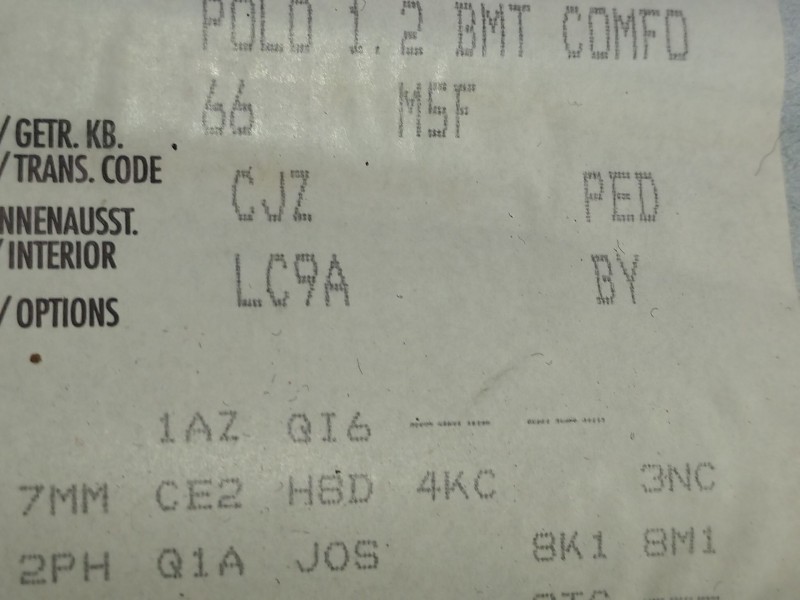 POLO 1.2 BMT COMFO
66 M5F
/ GETR. KB.
/ TRANS. CODE CJZ PED
NNENAUSST.
/ INTERIOR LC9A BY
/ OPTIONS
1AZ QI6 --- ---
7MM CE2 H8D 4KC 3NC
2PH Q1A J0S 8K1 8M1